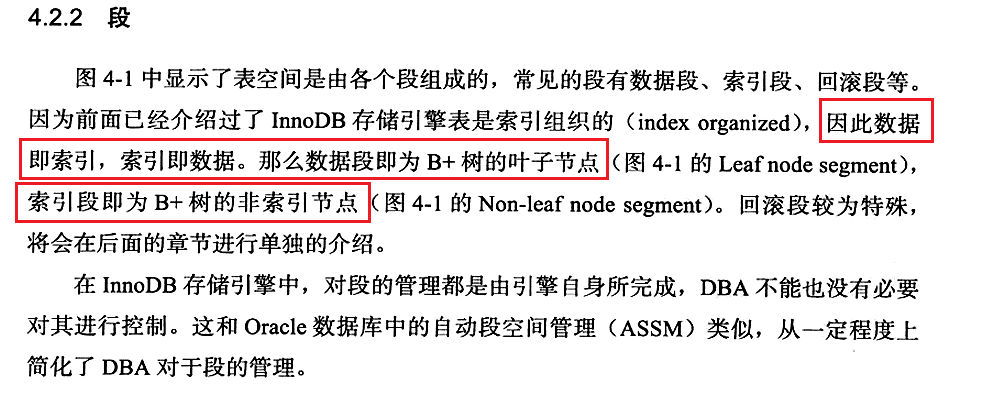 4.2.2 段
图 4-1 中显示了表空间是由各个段组成的，常见的段有数据段、索引段、回滚段等。
因为前面已经介绍过了 InnoDB 存储引擎表是索引组织的（index organized），因此数据
即索引，索引即数据。那么数据段即为 B+ 树的叶子节点（图 4-1 的 Leaf node segment），
索引段即为 B+ 树的非索引节点（图 4-1 的 Non-leaf node segment）。回滚段较为特殊，
将会在后面的章节进行单独的介绍。
在 InnoDB 存储引擎中，对段的管理都是由引擎自身所完成，DBA 不能也没有必要
对其进行控制。这和 Oracle 数据库中的自动段空间管理（ASSM）类似，从一定程度上
简化了 DBA 对于段的管理。